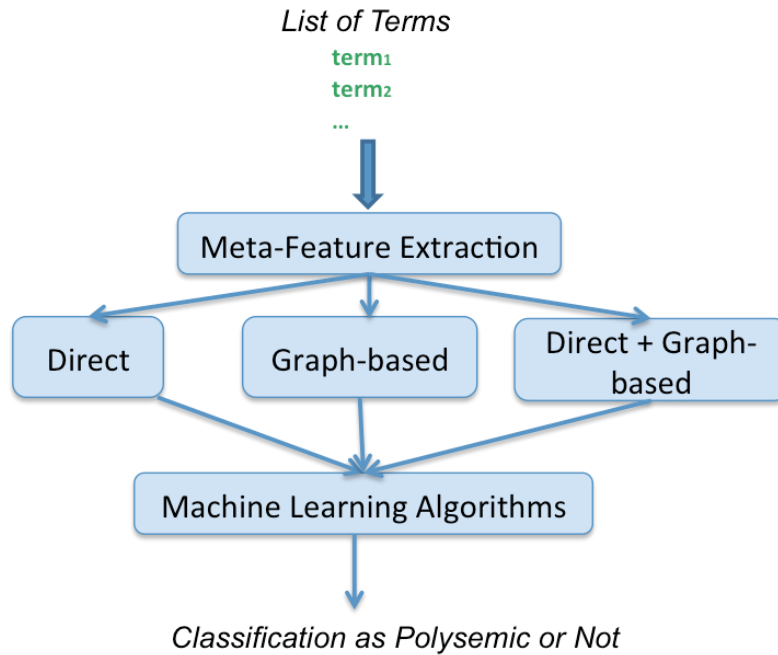 List of Terms
term₁
term₂
...
Meta-Feature Extraction
Direct
Graph-based
Direct + Graph-
based
Machine Learning Algorithms
Classification as Polysemic or Not